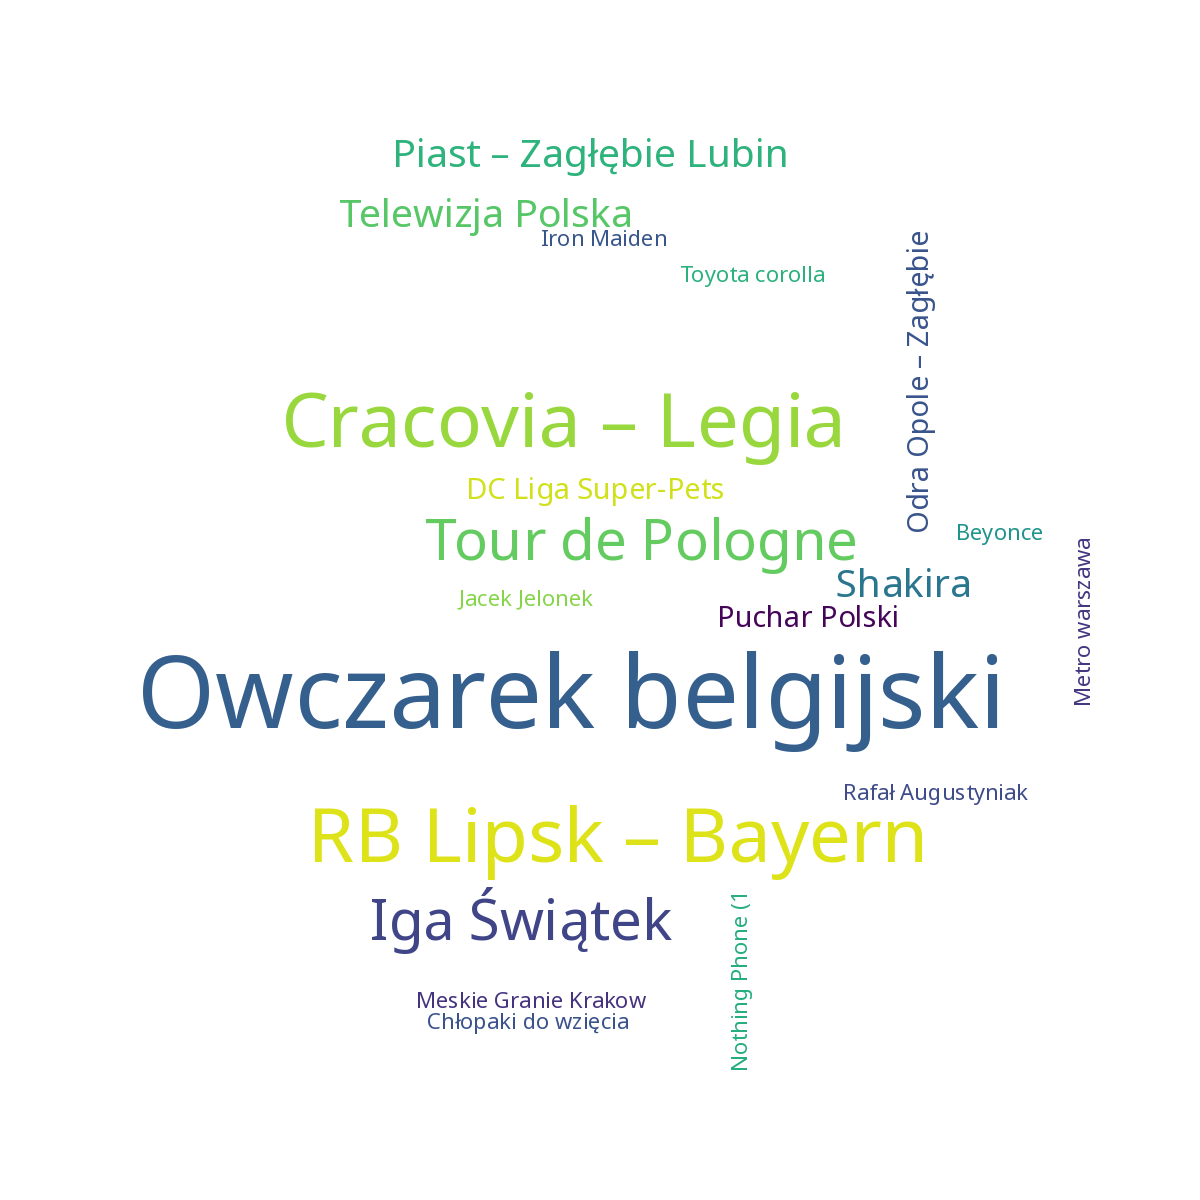 Piast – Zagłębie Lubin
Telewizja Polska
Iron Maiden
Toyota corolla
Odra Opole – Zagłębie
Cracovia – Legia
DC Liga Super-Pets
Tour de Pologne
Beyonce
Metro warszawa
Shakira
Jacek Jelonek
Puchar Polski
Owczarek belgijski
Rafał Augustyniak
RB Lipsk – Bayern
Iga Świątek
Nothing Phone (1
Meskie Granie Krakow
Chłopaki do wzięcia